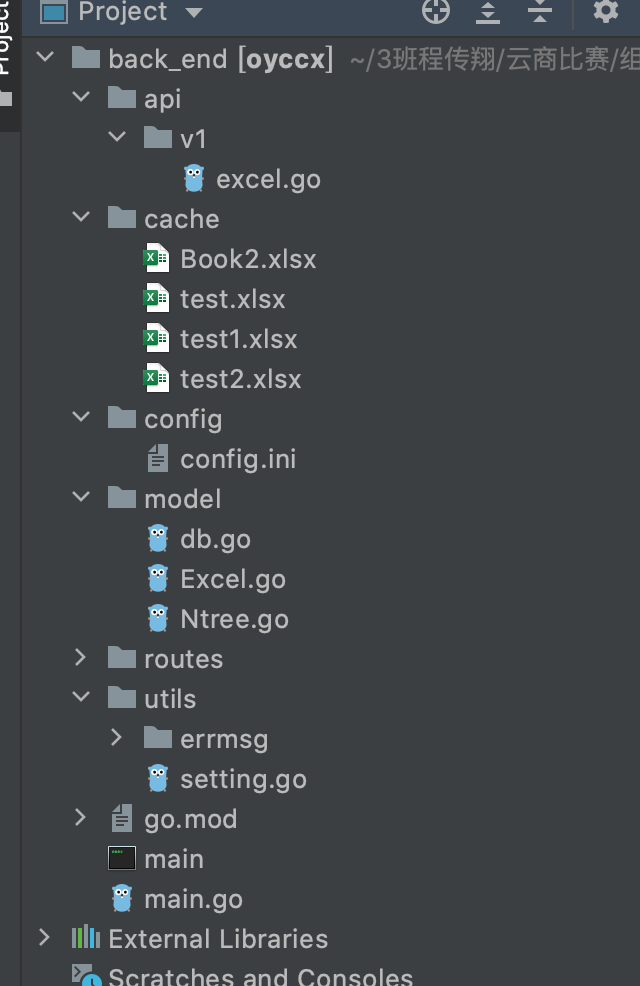 Project
Project
back_end [oyccx] ~/3班程传翔/云商比赛/组
api
v1
excel.go
cache
Book2.xlsx
test.xlsx
test1.xlsx
test2.xlsx
config
config.ini
model
db.go
Excel.go
Ntree.go
routes
utils
errmsg
setting.go
go.mod
main
main.go
External Libraries
Scratches and Consoles